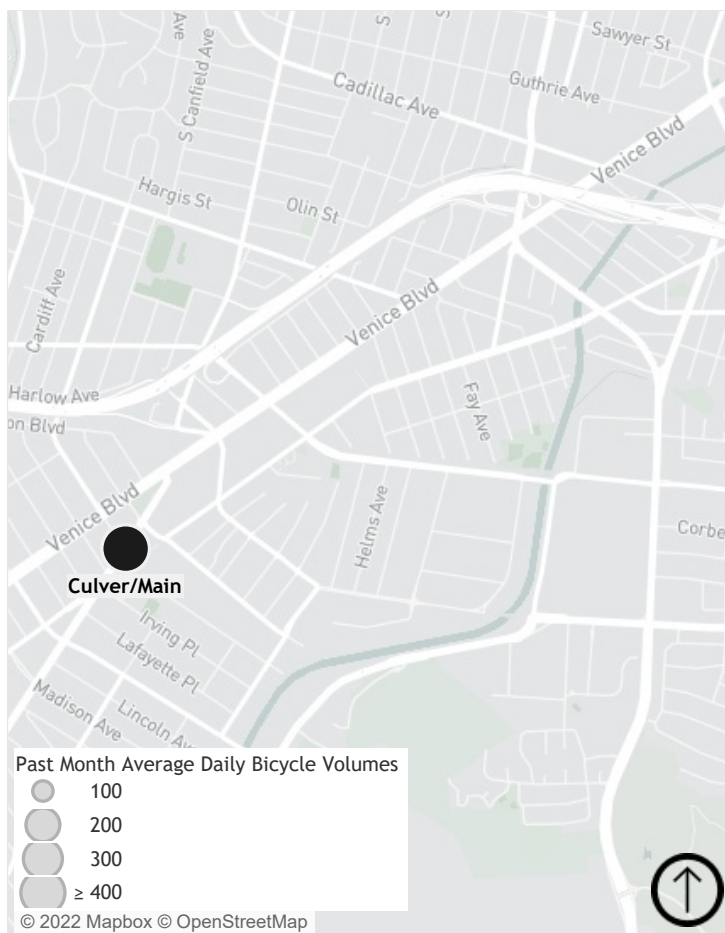 Sawyer St
Ave
S Canfield Ave
S
S
Guthrie Ave
Cadillac Ave
Venice Blvd
Hargis St
Olin St
Cardiff Ave
Venice Blvd
Harlow Ave
on Blvd
Fay Ave
Venice Blvd
Helms Ave
Corbe
Culver/Main
Irving Pl
Lafayette Pl
Madison Ave
Lincoln Av
Past Month Average Daily Bicycle Volumes
100
200
300
≥ 400
© 2022 Mapbox © OpenStreetMap